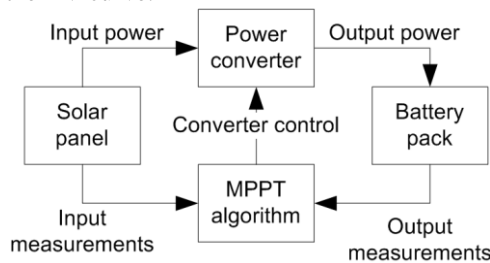 Input power
Power
converter
Output power
Solar
panel
Converter control
Battery
pack
MPPT
algorithm
Input
measurements
Output
measurements